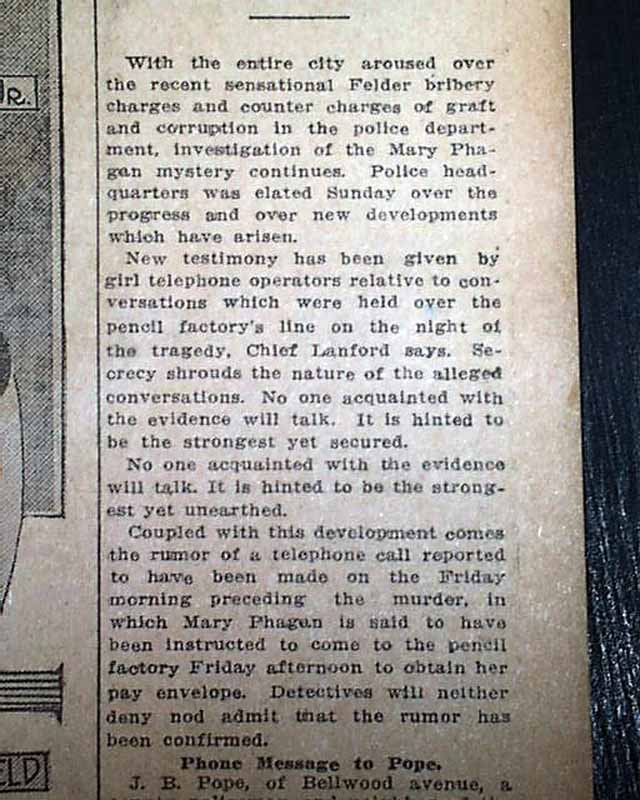 JR.
With the entire city aroused over
the recent sensational Felder bribery
charges and counter charges of graft
and corruption in the police depart-
ment, investigation of the Mary Pha-
gan mystery continues. Police head-
quarters was elated Sunday over the
progress and over new developments
which have arisen.
New testimony has been given by
girl telephone operators relative to con-
versations which were held over the
pencil factory's line on the night of
the tragedy, Chief Lanford says. Se-
crecy shrouds the nature of the alleged
conversations. No one acquainted with
the evidence will talk. It is hinted to
be the strongest yet secured.
No one acquainted with the evidence
will talk. It is hinted to be the strong-
est yet unearthed.
Coupled with this development comes
the rumor of a telephone call reported
to have been made on the Friday
morning preceding the murder, in
which Mary Phagan is said to have
been instructed to come to the pencil
factory Friday afternoon to obtain her
pay envelope. Detectives will neither
deny nod admit that the rumor has
been confirmed.
Phone Message to Pope.
J. B. Pope, of Bellwood avenue, a
ELD